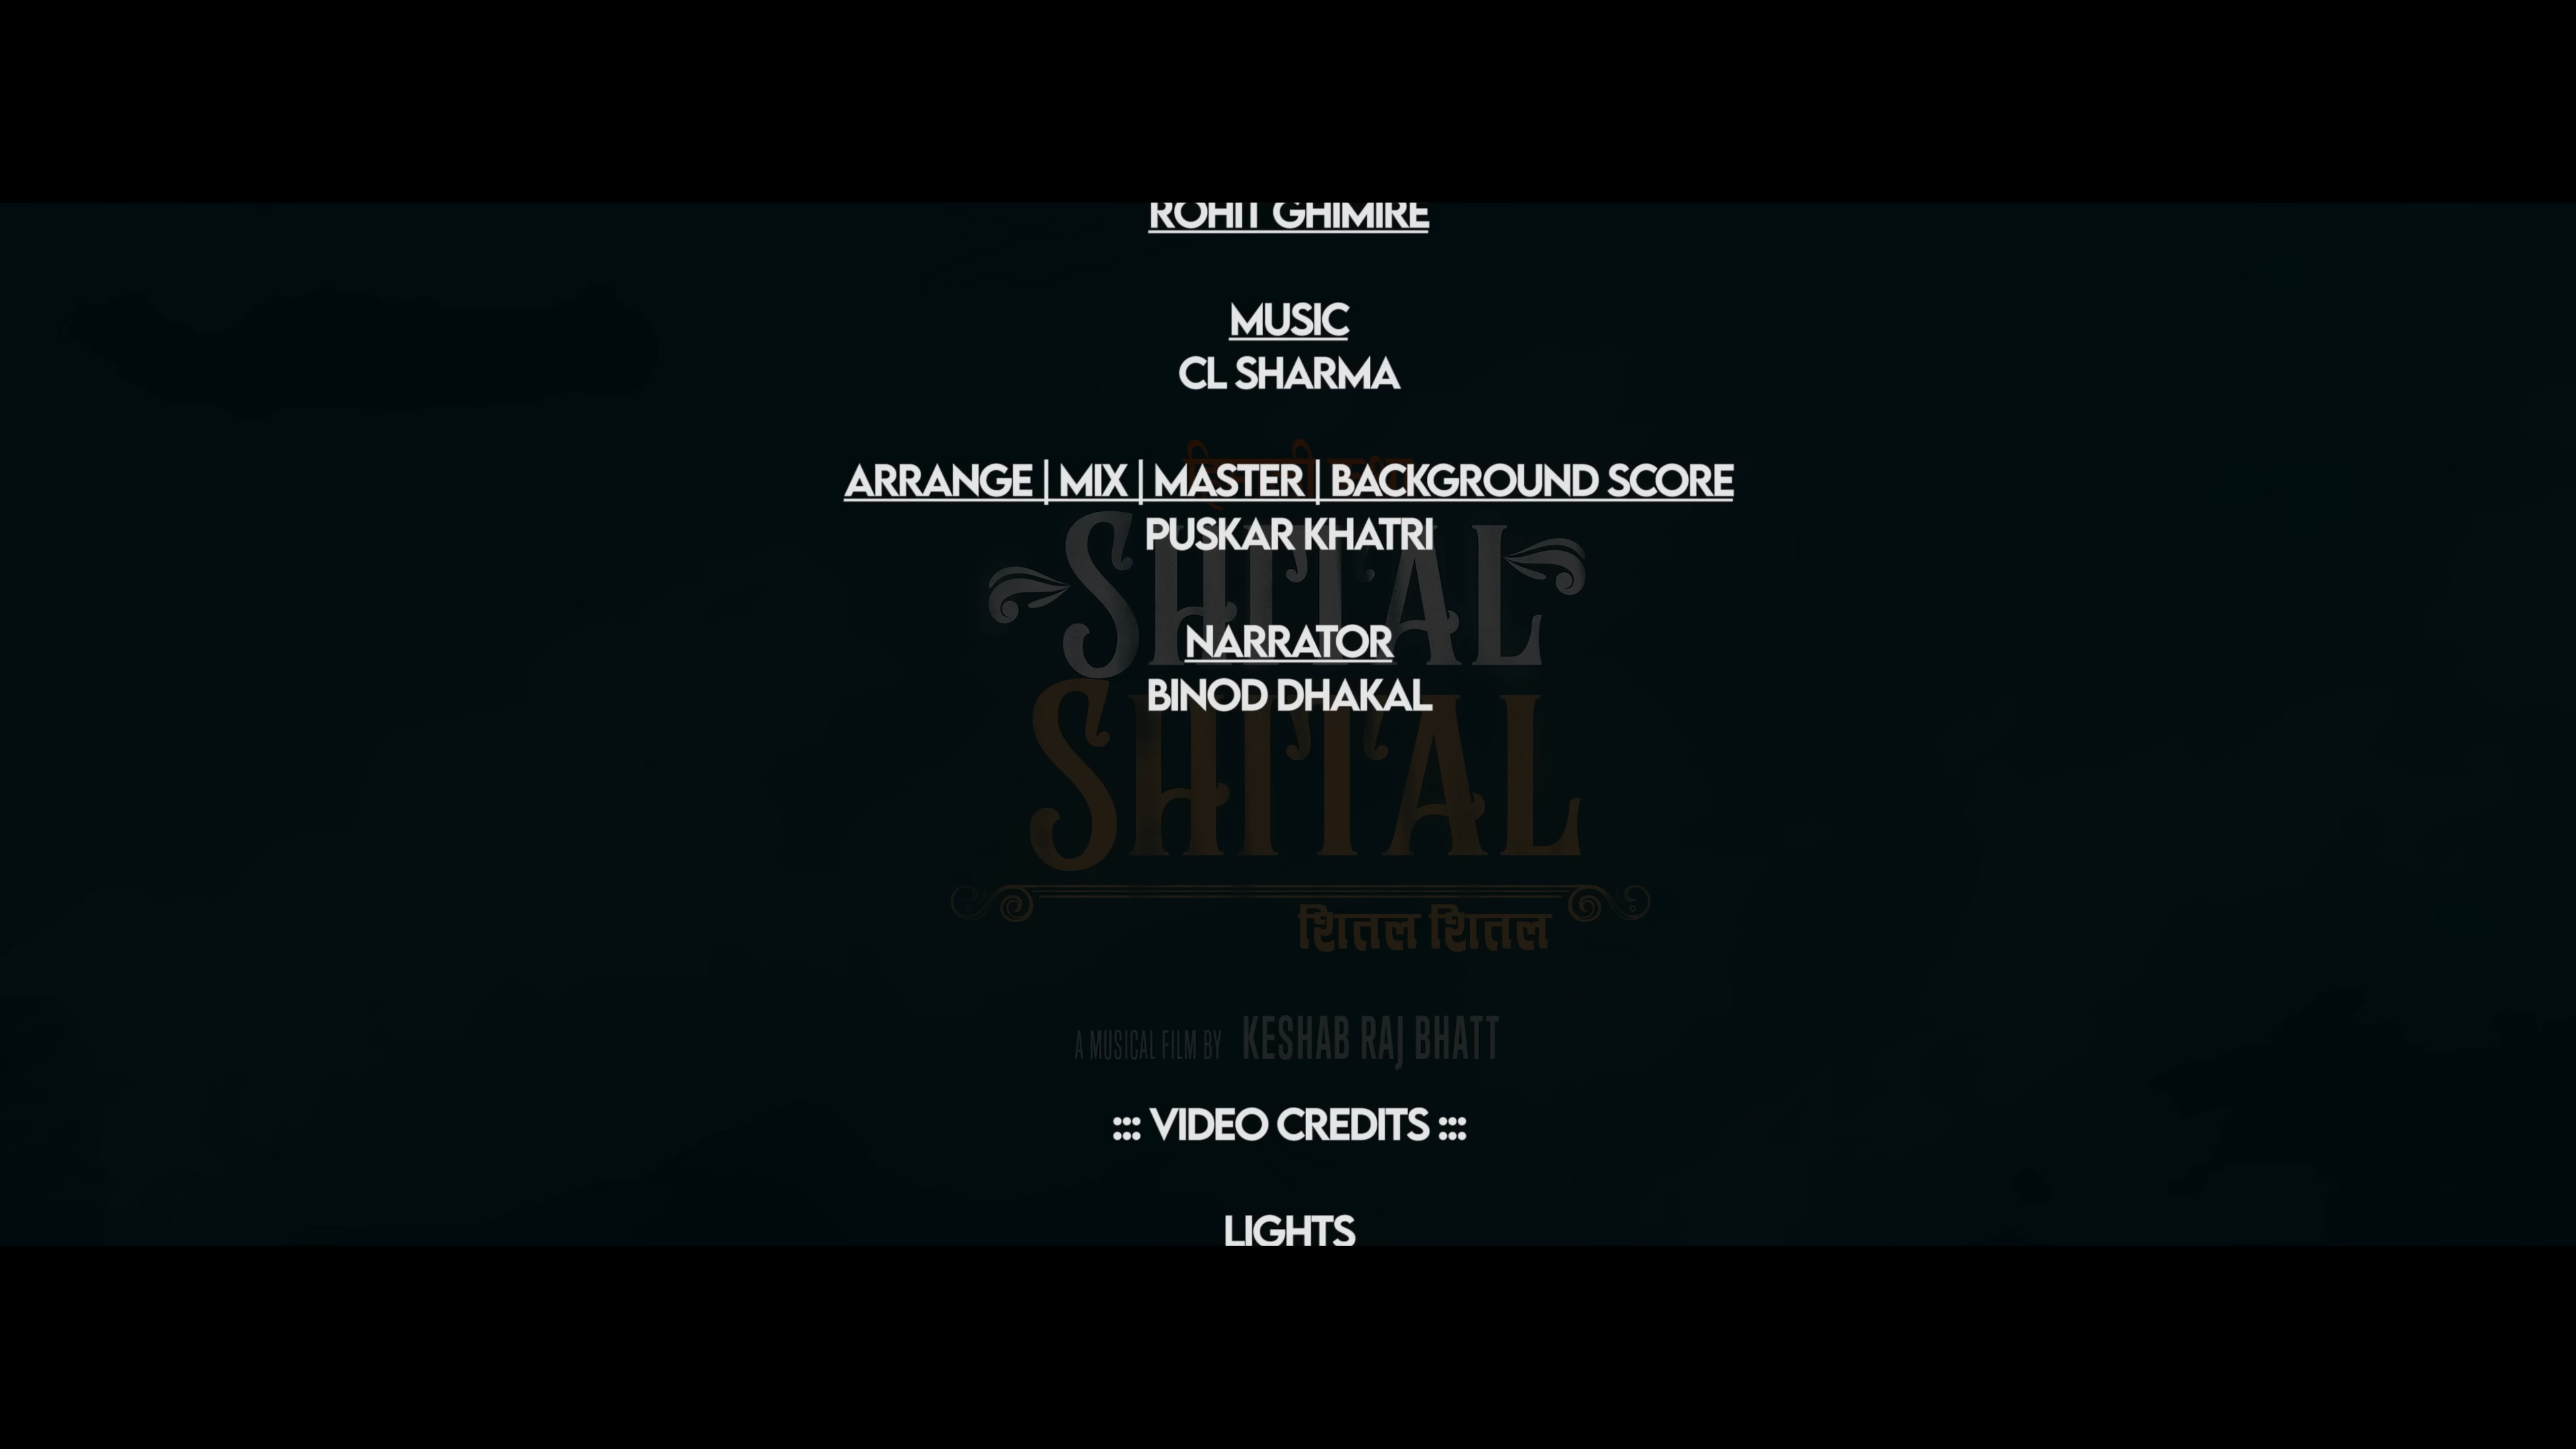 ROHIT GHIMIRE
MUSIC
CL SHARMA
ARRANGE | MIX | MASTER | BACKGROUND SCORE
PUSKAR KHATRI
SHITAL
NARRATOR
BINOD DHAKAL
SHITAL
शितल शितल
A MUSICAL FILM BY KESHAB RAJ BHATT
::: VIDEO CREDITS :::
LIGHTS